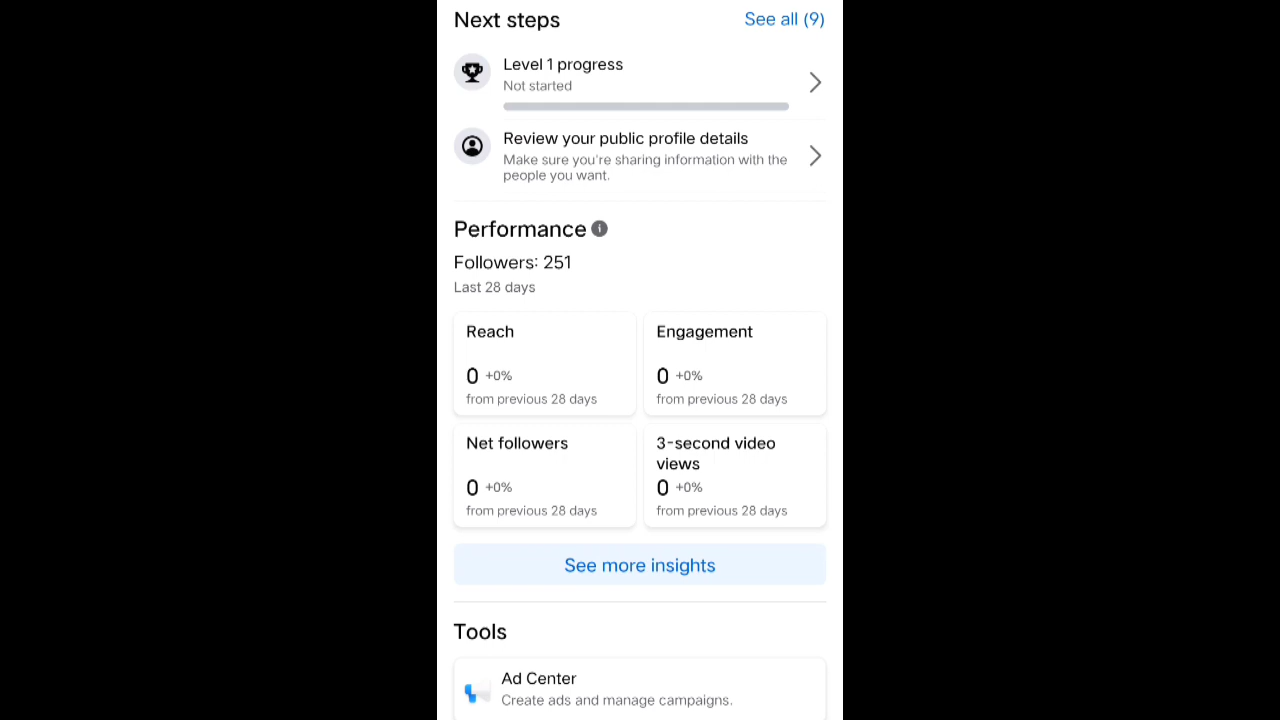 Next steps
See all (9)
Level 1 progress
Not started
Review your public profile details
Make sure you're sharing information with the
people you want.
Performance
Followers: 251
Last 28 days
Reach
0 +0%
from previous 28 days
Engagement
0 +0%
from previous 28 days
Net followers
0 +0%
from previous 28 days
3-second video
views
0 +0%
from previous 28 days
See more insights
Tools
Ad Center
Create ads and manage campaigns.